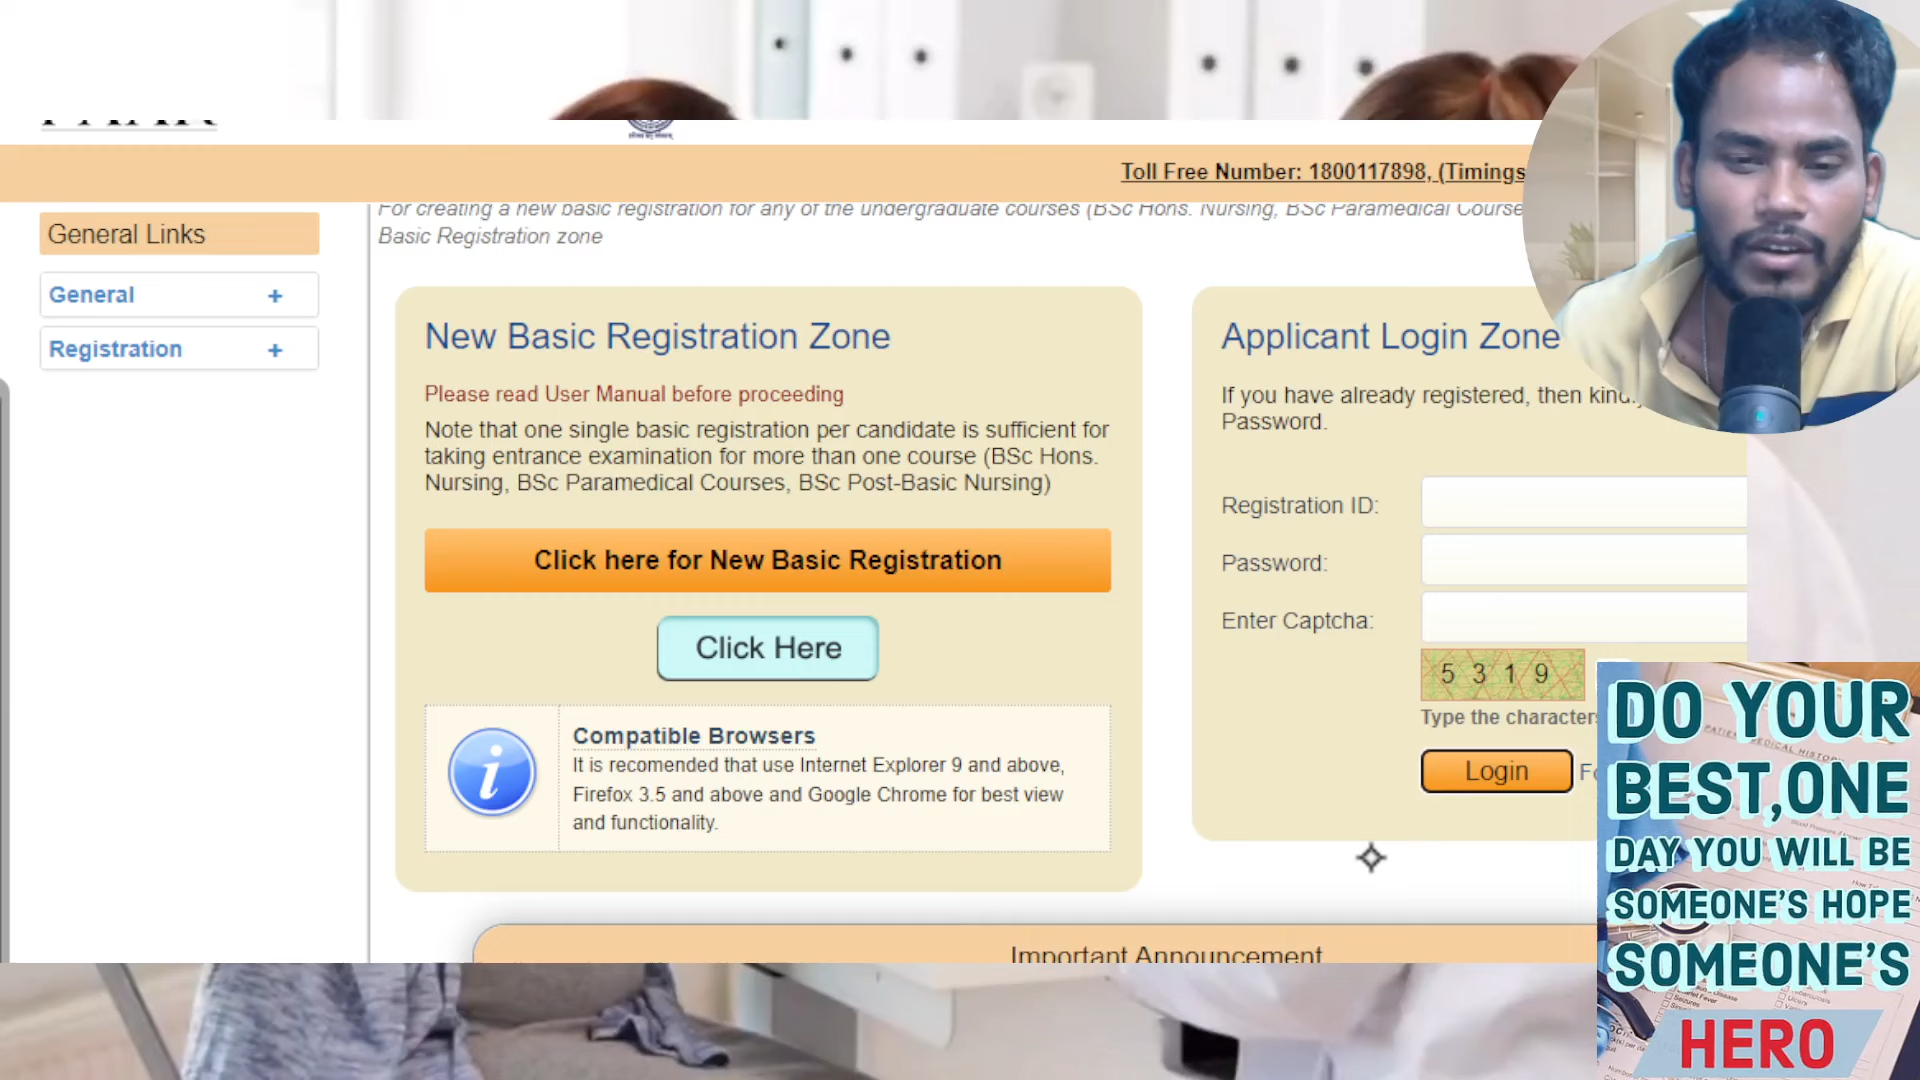 Toll Free Number: 1800117898, (Timings
General Links
For creating a new basic registration for any of the undergraduate courses (BSc Hons. Nursing, BSc Paramedical Course
Basic Registration zone
General +
Registration +
New Basic Registration Zone
Please read User Manual before proceeding
Note that one single basic registration per candidate is sufficient for
taking entrance examination for more than one course (BSc Hons.
Nursing, BSc Paramedical Courses, BSc Post-Basic Nursing)
Click here for New Basic Registration
Click Here
Compatible Browsers
It is recomended that use Internet Explorer 9 and above,
Firefox 3.5 and above and Google Chrome for best view
and functionality.
Applicant Login Zone
If you have already registered, then
Password.
Registration ID:
Password:
Enter Captcha:
5 3 1 9
Type the characters
Login
Important Announcement
DO YOUR
BEST,ONE
DAY YOU WILL BE
SOMEONE'S HOPE
SOMEONE'S
HERO